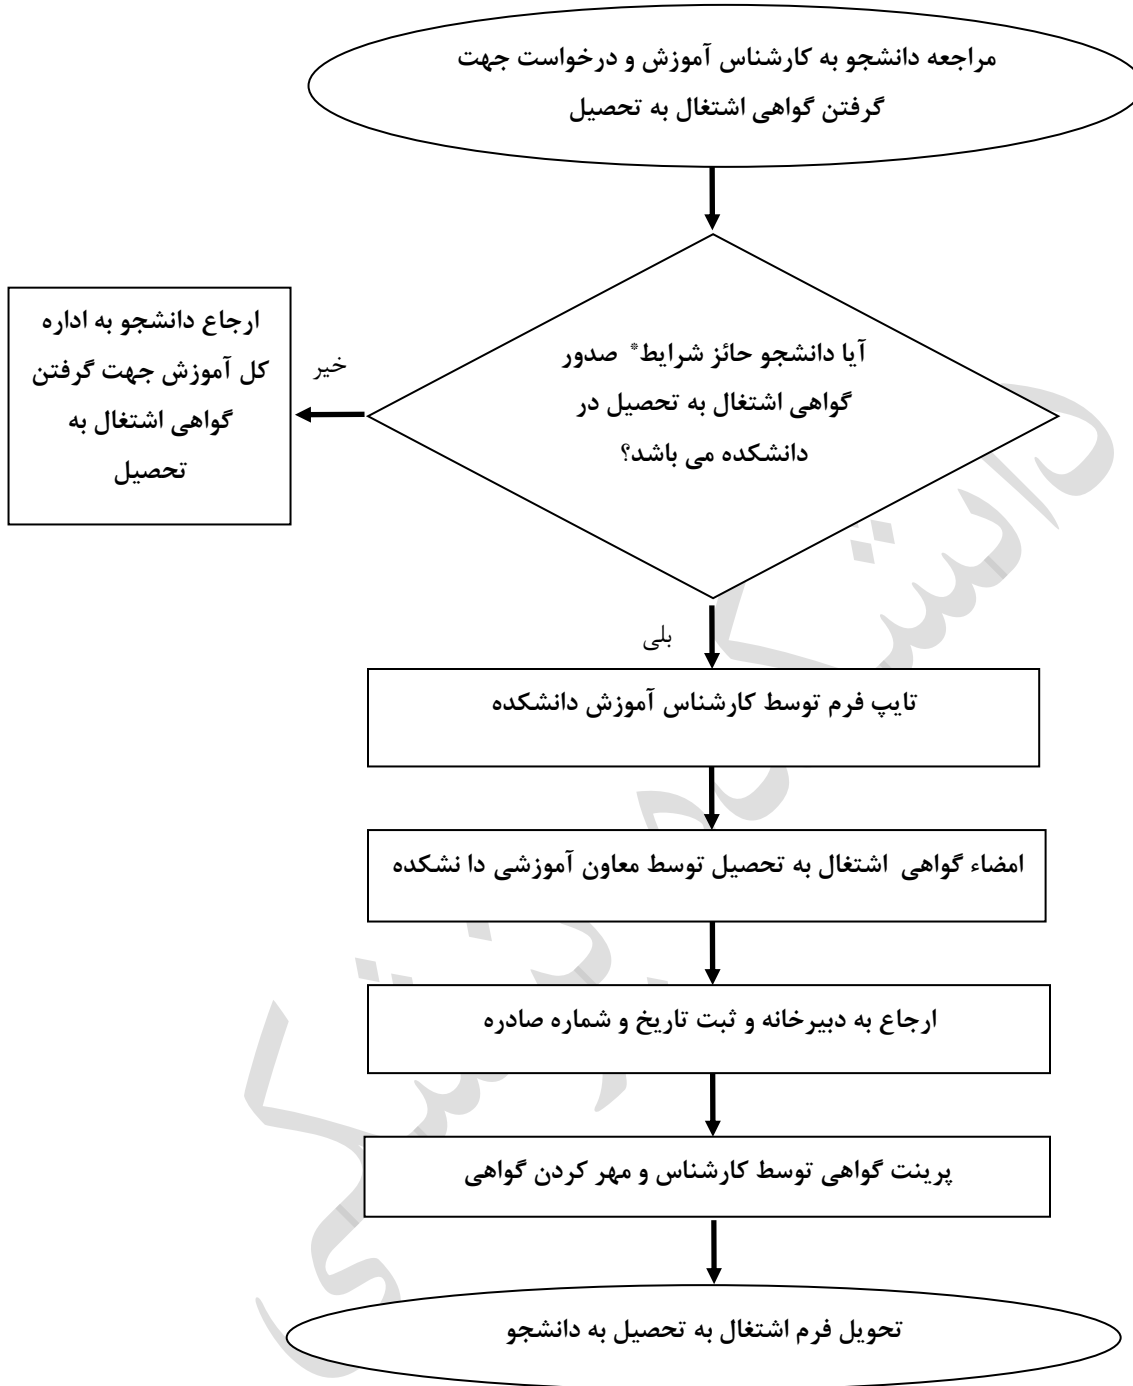 مراجعه دانشجو به کارشناس آموزش و درخواست جهت
گرفتن گواهی اشتغال به تحصیل
آیا دانشجو حائز شرایط* صدور
گواهی اشتغال به تحصیل در
دانشکده می باشد؟
خیر
ارجاع دانشجو به اداره
کل آموزش جهت گرفتن
گواهی اشتغال به
تحصیل
بلی
تایپ فرم توسط کارشناس آموزش دانشکده
امضاء گواهی اشتغال به تحصیل توسط معاون آموزشی دا نشکده
ارجاع به دبیرخانه و ثبت تاریخ و شماره صادره
پرینت گواهی توسط کارشناس و مهر کردن گواهی
تحویل فرم اشتغال به تحصیل به دانشجو